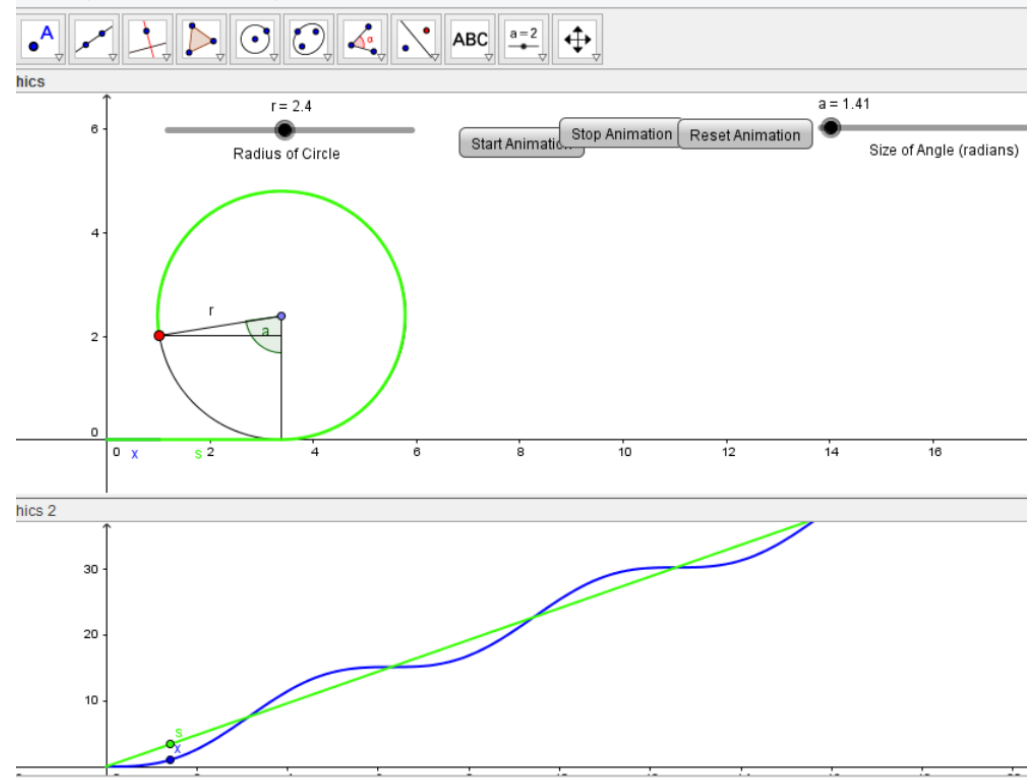 A
α
ABC
a = 2
hics
r = 2.4
Radius of Circle
Start Animation
Stop Animation
Reset Animation
a = 1.41
Size of Angle (radians)
6
4
2
0
r
a
0 x s 2 4 6 8 10 12 14 16
hics 2
30
20
10
s
x